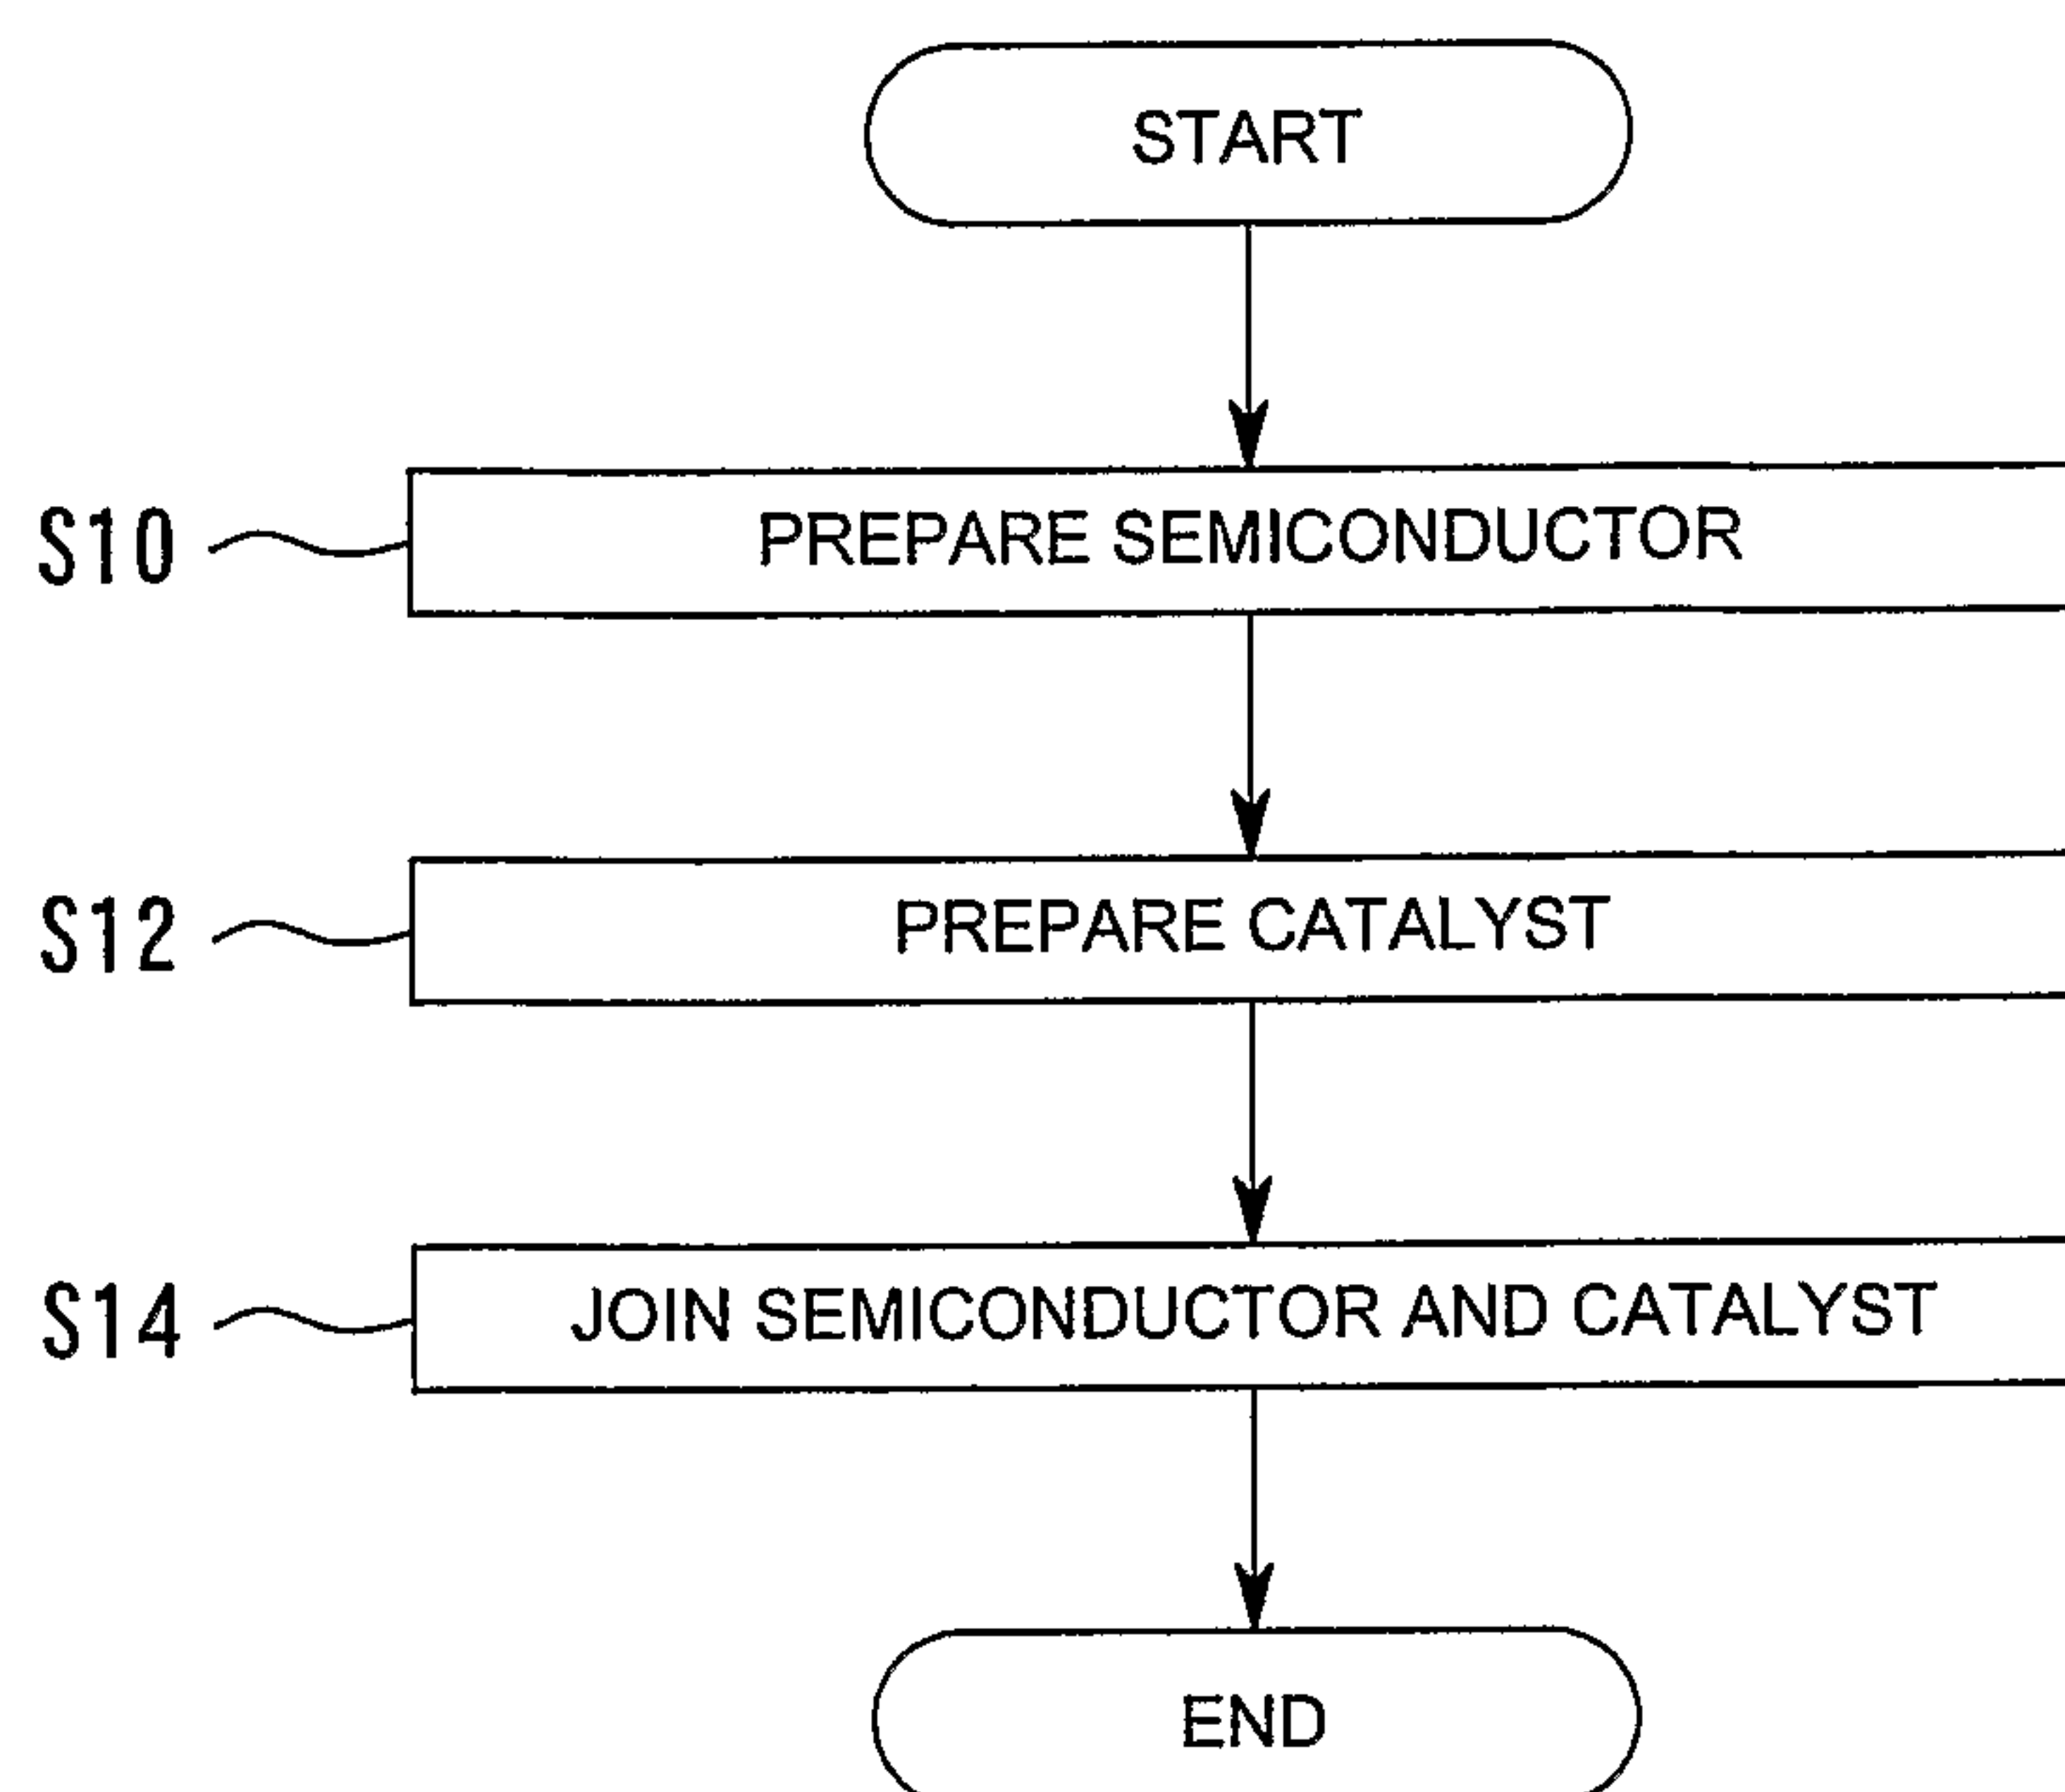 START
S10 PREPARE SEMICONDUCTOR
S12 PREPARE CATALYST
S14 JOIN SEMICONDUCTOR AND CATALYST
END